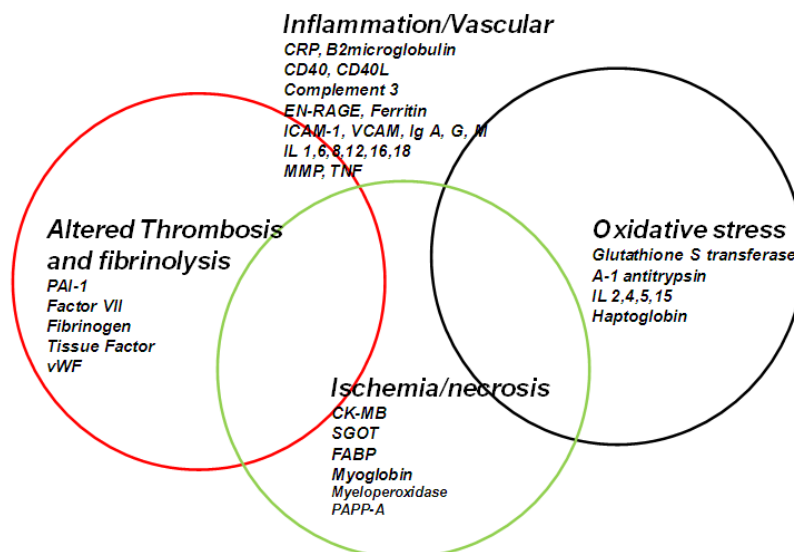 Inflammation/Vascular
CRP, B2microglobulin
CD40, CD40L
Complement 3
EN-RAGE, Ferritin
ICAM-1, VCAM, Ig A, G, M
IL 1,6,8,12,16,18
MMP, TNF
Altered Thrombosis
and fibrinolysis
PAI-1
Factor VII
Fibrinogen
Tissue Factor
vWF
Oxidative stress
Glutathione S transferase
A-1 antitrypsin
IL 2,4,5,15
Haptoglobin
Ischemia/necrosis
CK-MB
SGOT
FABP
Myoglobin
Myeloperoxidase
PAPP-A